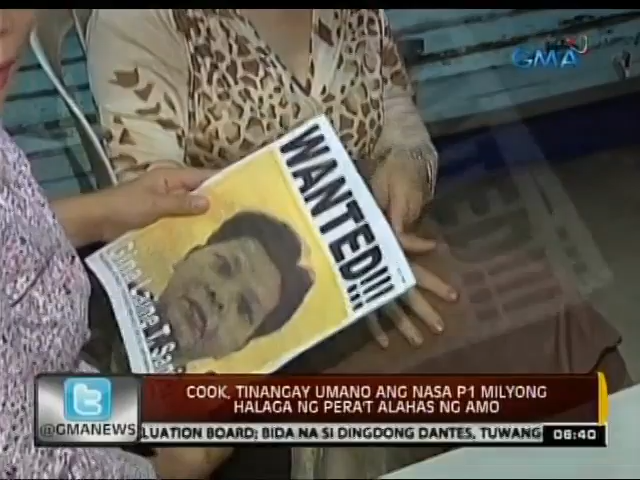 GMA
WANTED!!!
COOK, TINANGAY UMANO ANG NASA P1 MILYONG
HALAGA NG PERA'T ALAHAS NG AMO
@GMANEWS
LUATION BOARD; BIDA NA SI DINGDONG DANTES, TUWANG
06:40